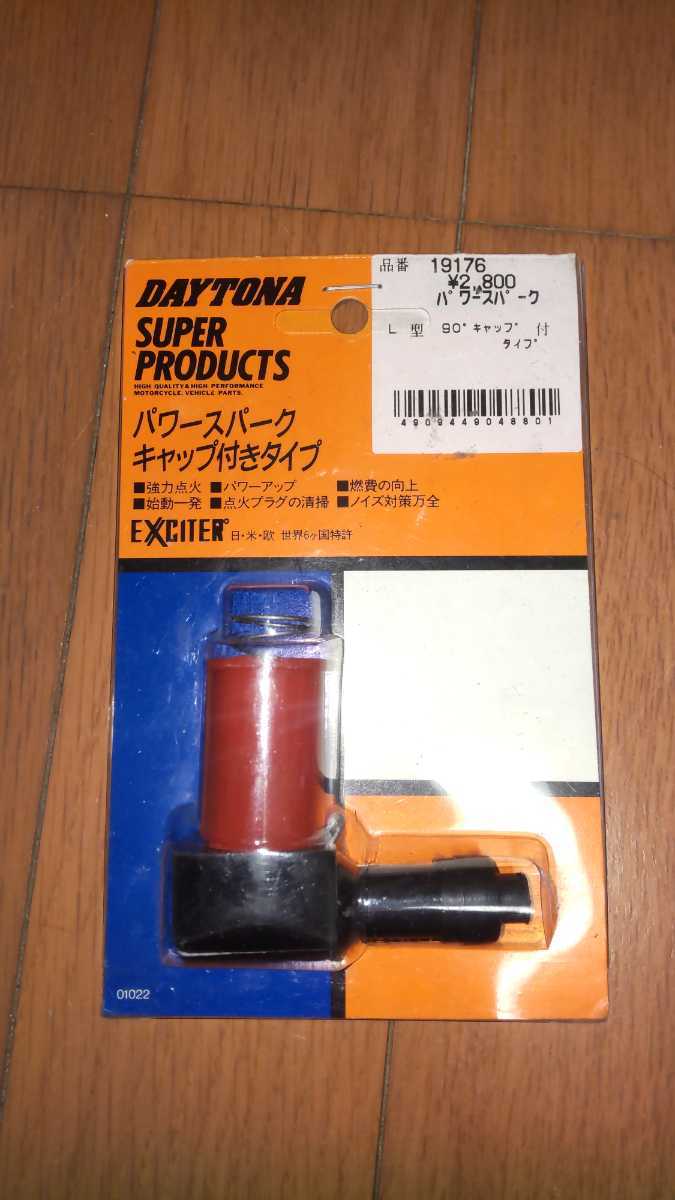 DAYTONA
SUPER
PRODUCTS
HIGH QUALITY & HIGH PERFORMANCE
MOTORCYCLE. VEHICLE PARTS.
品番 19176
¥2,800
パワースパーク
L 型 90°キャップ 付
タイプ
4909449048801
パワースパーク
キャップ付きタイプ
■強力点火 ■パワーアップ ■燃費の向上
■始動一発 ■点火プラグの清掃 ■ノイズ対策万全
EXCITER 日・米・欧 世界6ヶ国特許
01022